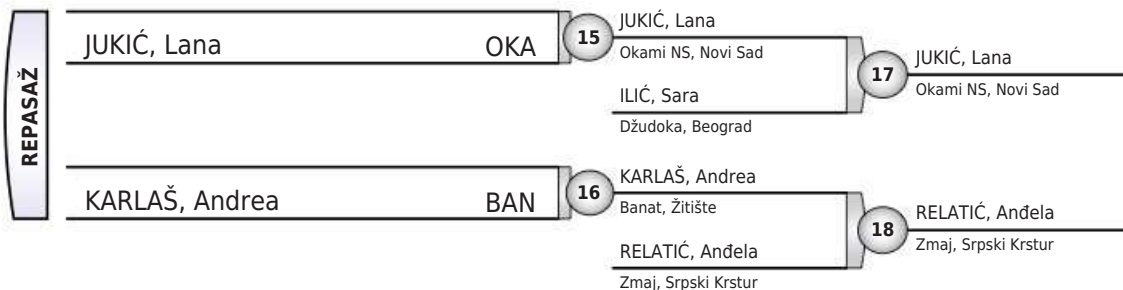 REPASAŽ
JUKIĆ, Lana OKA
15
JUKIĆ, Lana
Okami NS, Novi Sad
ILIĆ, Sara
Džudoka, Beograd
17
JUKIĆ, Lana
Okami NS, Novi Sad
KARLAŠ, Andrea BAN
16
KARLAŠ, Andrea
Banat, Žitište
RELATIĆ, Anđela
Zmaj, Srpski Krstur
18
RELATIĆ, Anđela
Zmaj, Srpski Krstur